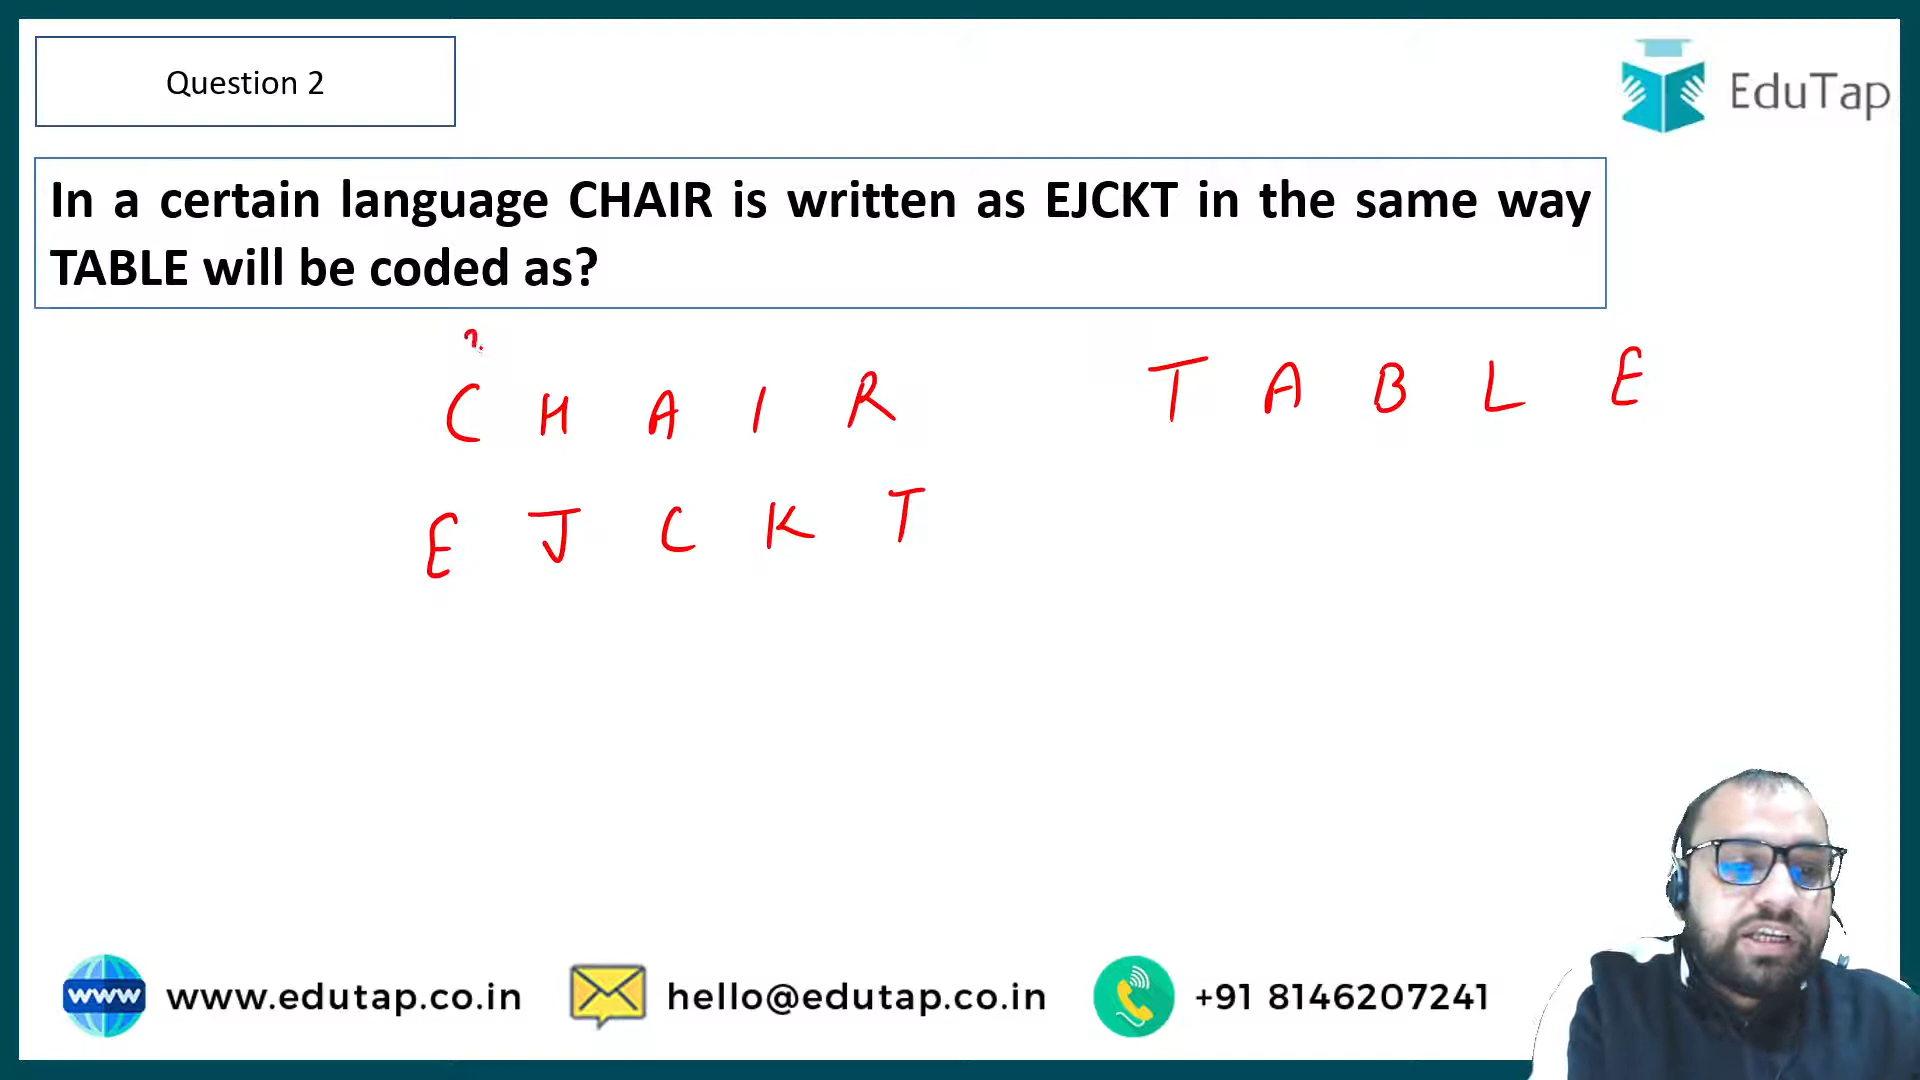 Question 2
EduTap
In a certain language CHAIR is written as EJCKT in the same way
TABLE will be coded as?
C H A I R
T A B L E
E J C K T
www www.edutap.co.in hello@edutap.co.in +91 8146207241